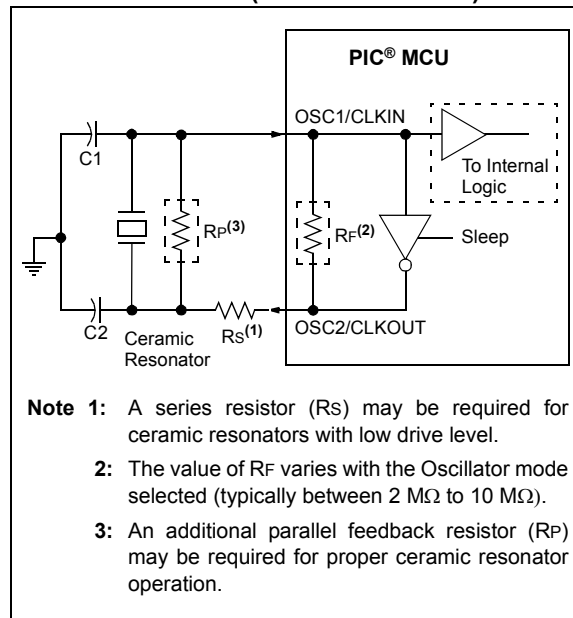 PIC® MCU
OSC1/CLKIN
C1
To Internal
Logic
RP(3)
RF(2)
Sleep
C2
Ceramic
Resonator
RS(1)
OSC2/CLKOUT
Note 1: A series resistor (RS) may be required for
ceramic resonators with low drive level.
2: The value of RF varies with the Oscillator mode
selected (typically between 2 MΩ to 10 MΩ).
3: An additional parallel feedback resistor (RP)
may be required for proper ceramic resonator
operation.